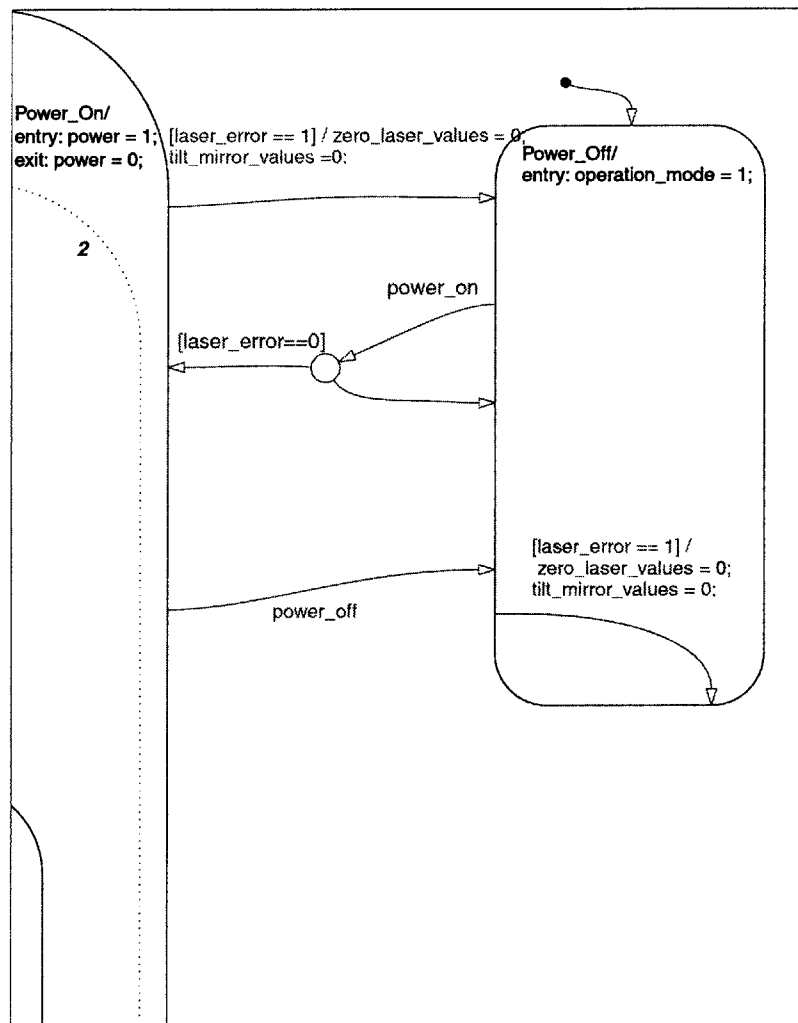 Power_On/
entry: power = 1;
exit: power = 0;
[laser_error == 1] / zero_laser_values = 0;
tilt_mirror_values =0;
Power_Off/
entry: operation_mode = 1;
2
power_on
[laser_error==0]
[laser_error == 1] /
zero_laser_values = 0;
tilt_mirror_values = 0;
power_off